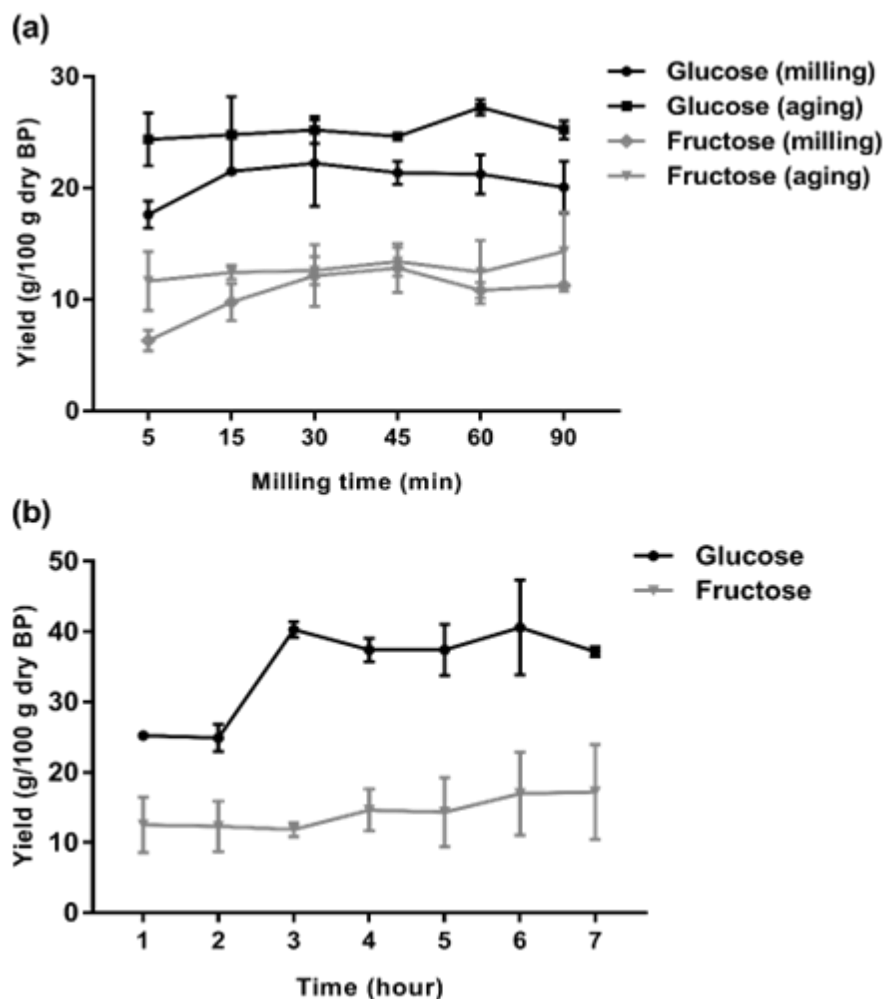 (a)
Yield (g/100 g dry BP)
30
20
10
0
5 15 30 45 60 90
Milling time (min)
Glucose (milling)
Glucose (aging)
Fructose (milling)
Fructose (aging)
(b)
Yield (g/100 g dry BP)
50
40
30
20
10
0
1 2 3 4 5 6 7
Time (hour)
Glucose
Fructose